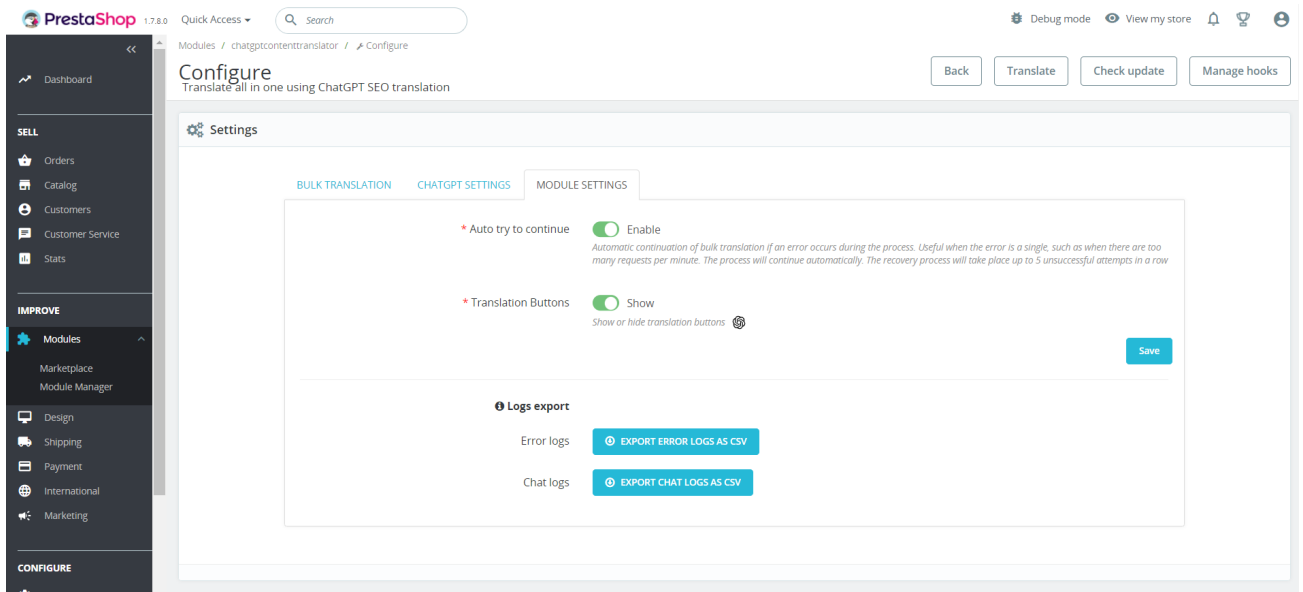 PrestaShop 1.7.8.0 Quick Access Search Debug mode View my store
Modules / chatgptcontenttranslator / Configure
Configure
Translate all in one using ChatGPT SEO translation
Back Translate Check update Manage hooks
Dashboard
SELL
Orders
Catalog
Customers
Customer Service
Stats
IMPROVE
Modules
Marketplace
Module Manager
Design
Shipping
Payment
International
Marketing
CONFIGURE
Settings
BULK TRANSLATION CHATGPT SETTINGS MODULE SETTINGS
* Auto try to continue Enable
Automatic continuation of bulk translation if an error occurs during the process. Useful when the error is a single, such as when there are too
many requests per minute. The process will continue automatically. The recovery process will take place up to 5 unsuccessful attempts in a row
* Translation Buttons Show
Show or hide translation buttons
Save
Logs export
Error logs EXPORT ERROR LOGS AS CSV
Chat logs EXPORT CHAT LOGS AS CSV